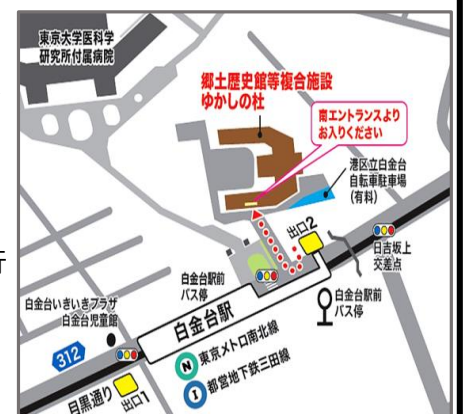 東京大学医科学
研究所付属病院
郷土歴史館等複合施設
ゆかしの杜
南エントランスより
お入りください
港区立白金台
自転車駐車場
(有料)
出口2
日吉坂上
交差点
白金台駅前
バス停
白金台駅前
バス停
白金台いきいきプラザ
白金台児童館
白金台駅
312
N 東京メトロ南北線
I 都営地下鉄三田線
目黒通り
出口1